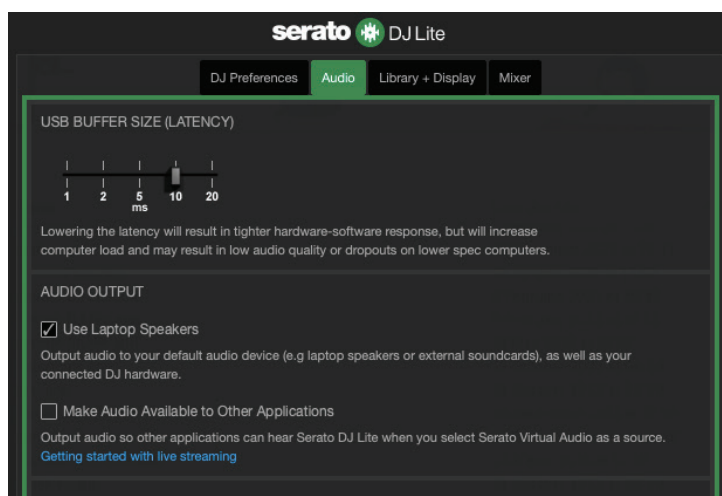 serato DJ Lite
DJ Preferences Audio Library + Display Mixer
USB BUFFER SIZE (LATENCY)
1 2 5 10 20
ms
Lowering the latency will result in tighter hardware-software response, but will increase
computer load and may result in low audio quality or dropouts on lower spec computers.
AUDIO OUTPUT
Use Laptop Speakers
Output audio to your default audio device (e.g laptop speakers or external soundcards), as well as your
connected DJ hardware.
Make Audio Available to Other Applications
Output audio so other applications can hear Serato DJ Lite when you select Serato Virtual Audio as a source.
Getting started with live streaming